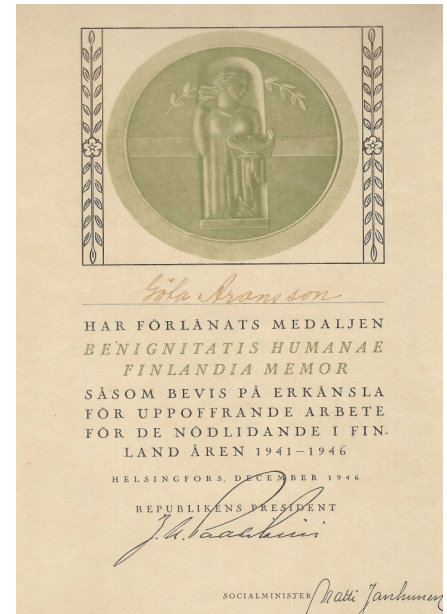 Göta Aronsson
HAR FÖRLÄNATS MEDALJEN
BENIGNITATIS HUMANAE
FINLANDIA MEMOR
SÅSOM BEVIS PÅ ERKÄNSLA
FÖR UPPOFFRANDE ARBETE
FÖR DE NÖDLIDANDE I FIN-
LAND ÅREN 1941–1946
HELSINGFORS, DECEMBER 1946
REPUBLIKENS PRESIDENT
J. K. Paasikivi
SOCIALMINISTER Matti Janhunen